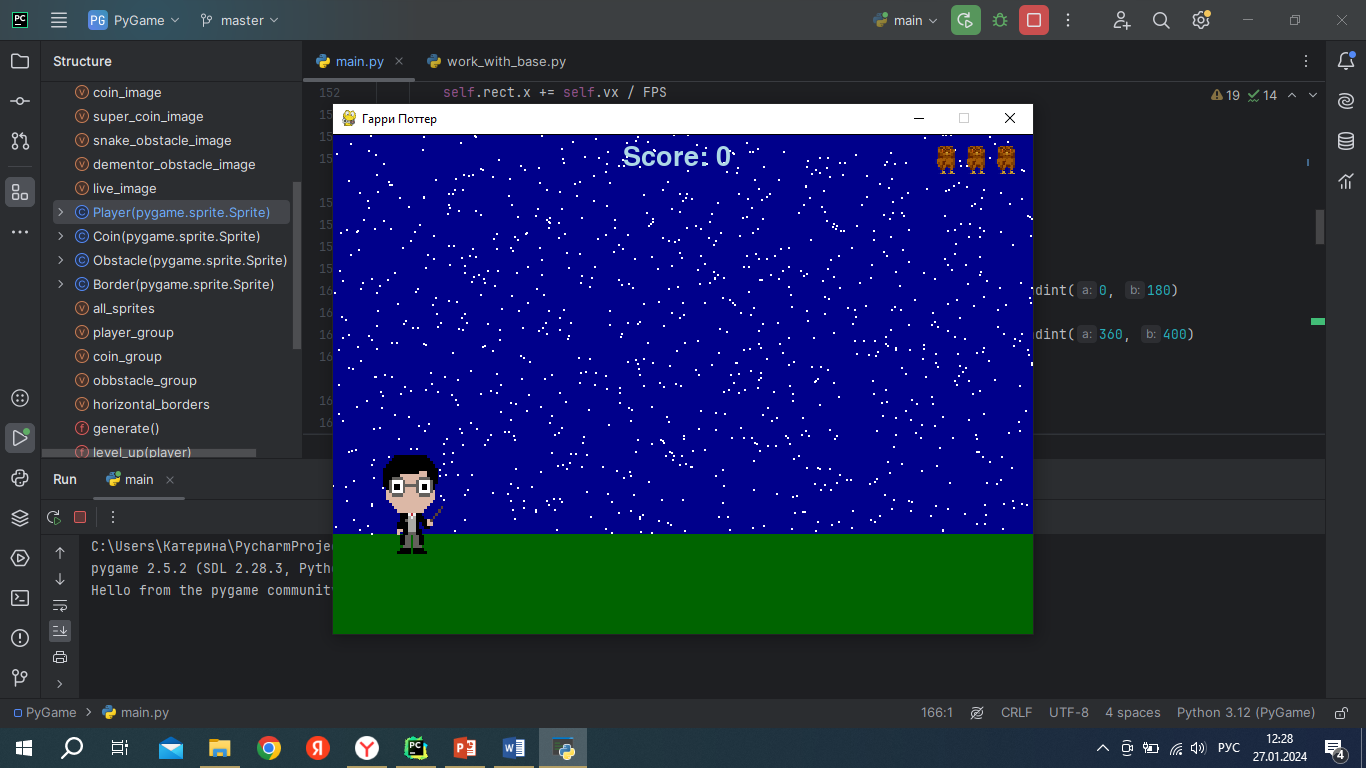 PC
PG PyGame master main
Structure
main.py work_with_base.py
coin_image
super_coin_image
snake_obstacle_image
dementor_obstacle_image
live_image
Player(pygame.sprite.Sprite)
Coin(pygame.sprite.Sprite)
Obstacle(pygame.sprite.Sprite)
Border(pygame.sprite.Sprite)
all_sprites
player_group
coin_group
obbstacle_group
horizontal_borders
generate()
level_up(player)
152 self.rect.x += self.vx / FPS
19 14
dint( a: 0, b: 180)
dint( a: 360, b: 400)
Гарри Поттер
Score: 0
Run main
C:\Users\Катерина\PycharmProje
pygame 2.5.2 (SDL 2.28.3, Pyth
Hello from the pygame communit
PyGame main.py
166:1 CRLF UTF-8 4 spaces Python 3.12 (PyGame)
РУС
12:28
27.01.2024
4